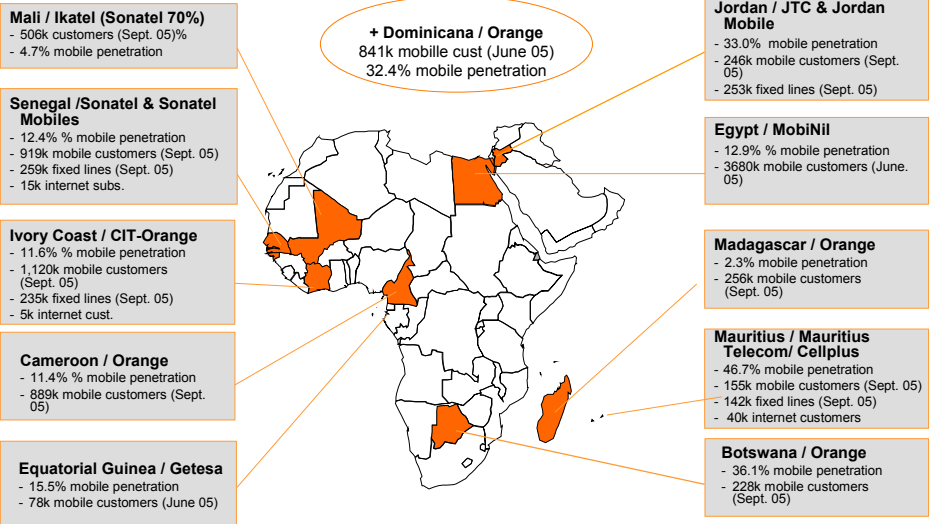 Mali / Ikatel (Sonatel 70%)
- 506k customers (Sept. 05)%
- 4.7% mobile penetration
Senegal /Sonatel & Sonatel
Mobiles
- 12.4% % mobile penetration
- 919k mobile customers (Sept. 05)
- 259k fixed lines (Sept. 05)
- 15k internet subs.
Ivory Coast / CIT-Orange
- 11.6% % mobile penetration
- 1,120k mobile customers
(Sept. 05)
- 235k fixed lines (Sept. 05)
- 5k internet cust.
Cameroon / Orange
- 11.4% % mobile penetration
- 889k mobile customers (Sept.
05)
Equatorial Guinea / Getesa
- 15.5% mobile penetration
- 78k mobile customers (June 05)
+ Dominicana / Orange
841k mobille cust (June 05)
32.4% mobile penetration
Jordan / JTC & Jordan
Mobile
- 33.0% mobile penetration
- 246k mobile customers (Sept.
05)
- 253k fixed lines (Sept. 05)
Egypt / MobiNil
- 12.9% % mobile penetration
- 3680k mobile customers (June.
05)
Madagascar / Orange
- 2.3% mobile penetration
- 256k mobile customers
(Sept. 05)
Mauritius / Mauritius
Telecom/ Cellplus
- 46.7% mobile penetration
- 155k mobile customers (Sept. 05)
- 142k fixed lines (Sept. 05)
- 40k internet customers
Botswana / Orange
- 36.1% mobile penetration
- 228k mobile customers
(Sept. 05)